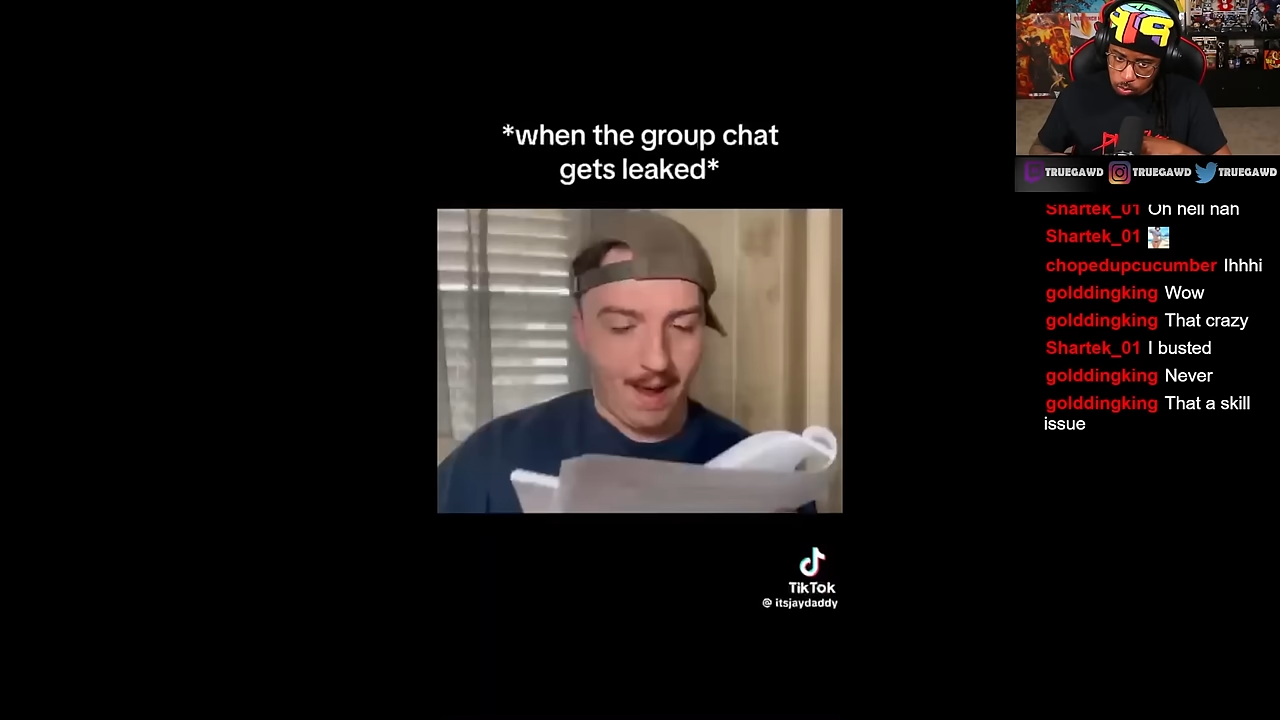 *when the group chat
gets leaked*
TikTok
@ itsjaydaddy
TRUEGAWD TRUEGAWD TRUEGAWD
Shartek_01 Oh hell nah
Shartek_01
chopedupcucumber Ihhhi
golddingking Wow
golddingking That crazy
Shartek_01 I busted
golddingking Never
golddingking That a skill
issue